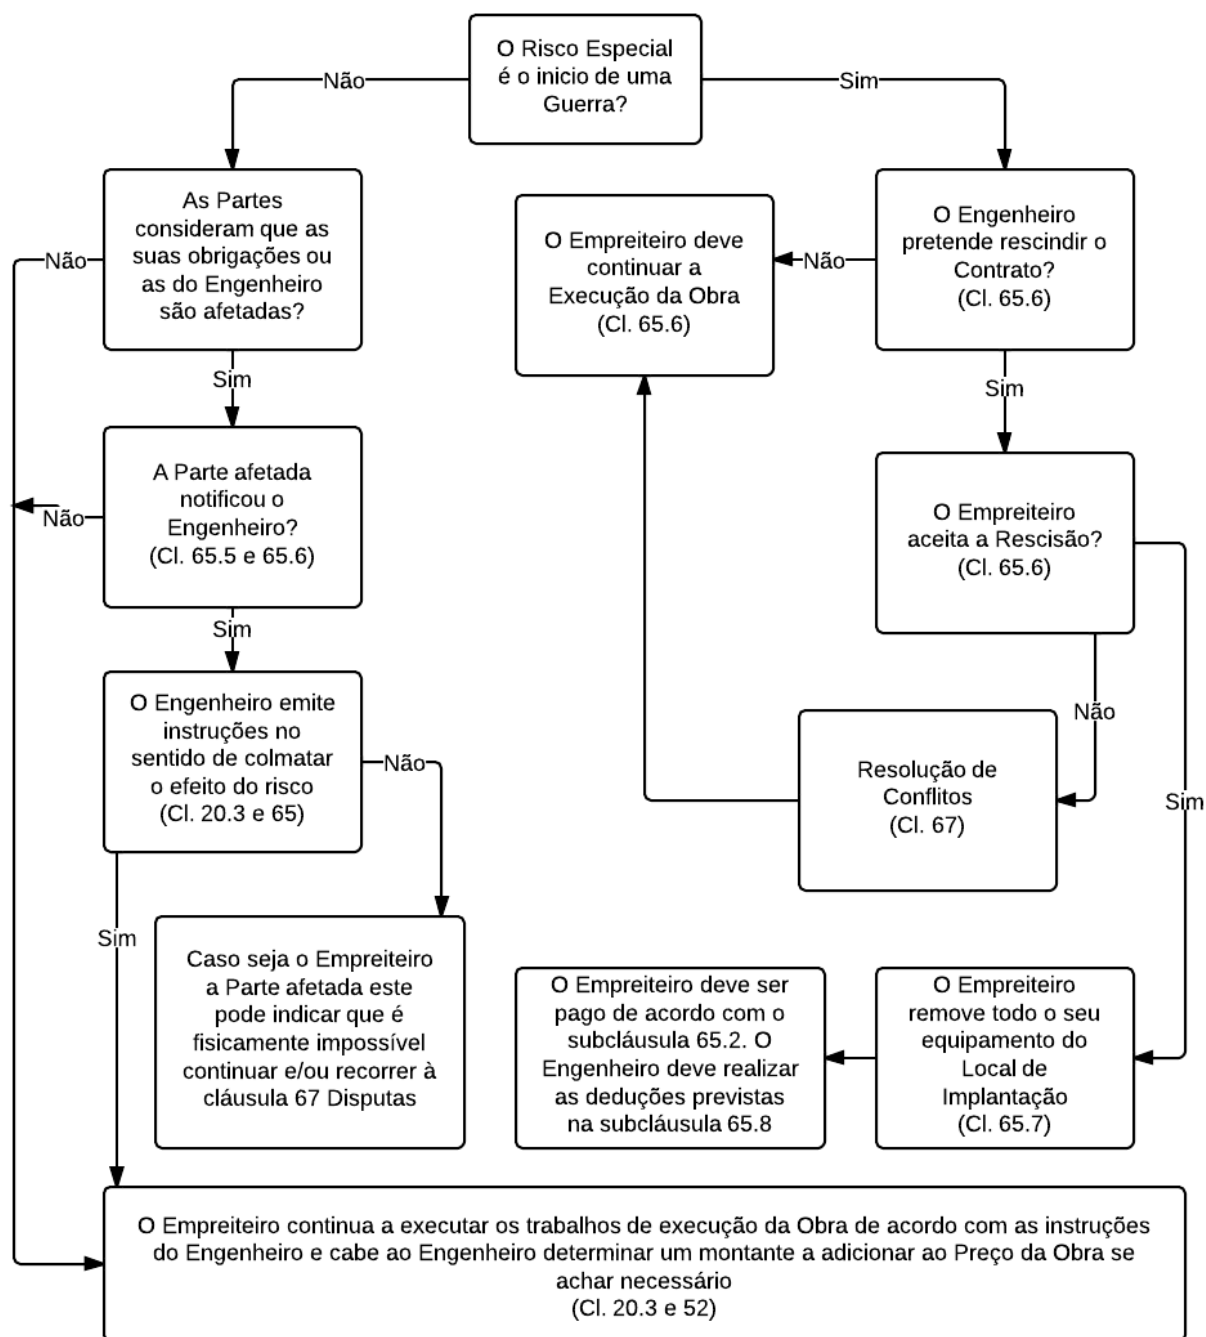 O Risco Especial
é o inicio de uma
Guerra?
Não
Sim
As Partes
consideram que as
suas obrigações ou
as do Engenheiro
são afetadas?
O Empreiteiro deve
continuar a
Execução da Obra
(Cl. 65.6)
O Engenheiro
pretende rescindir o
Contrato?
(Cl. 65.6)
Não
Não
Sim
Sim
A Parte afetada
notificou o
Engenheiro?
(Cl. 65.5 e 65.6)
O Empreiteiro
aceita a Rescisão?
(Cl. 65.6)
Não
Sim
O Engenheiro emite
instruções no
sentido de colmatar
o efeito do risco
(Cl. 20.3 e 65)
Não
Não
Resolução de
Conflitos
(Cl. 67)
Sim
Sim
Caso seja o Empreiteiro
a Parte afetada este
pode indicar que é
fisicamente impossível
continuar e/ou recorrer à
cláusula 67 Disputas
O Empreiteiro deve ser
pago de acordo com o
subcláusula 65.2. O
Engenheiro deve realizar
as deduções previstas
na subcláusula 65.8
O Empreiteiro
remove todo o seu
equipamento do
Local de
Implantação
(Cl. 65.7)
O Empreiteiro continua a executar os trabalhos de execução da Obra de acordo com as instruções
do Engenheiro e cabe ao Engenheiro determinar um montante a adicionar ao Preço da Obra se
achar necessário
(Cl. 20.3 e 52)